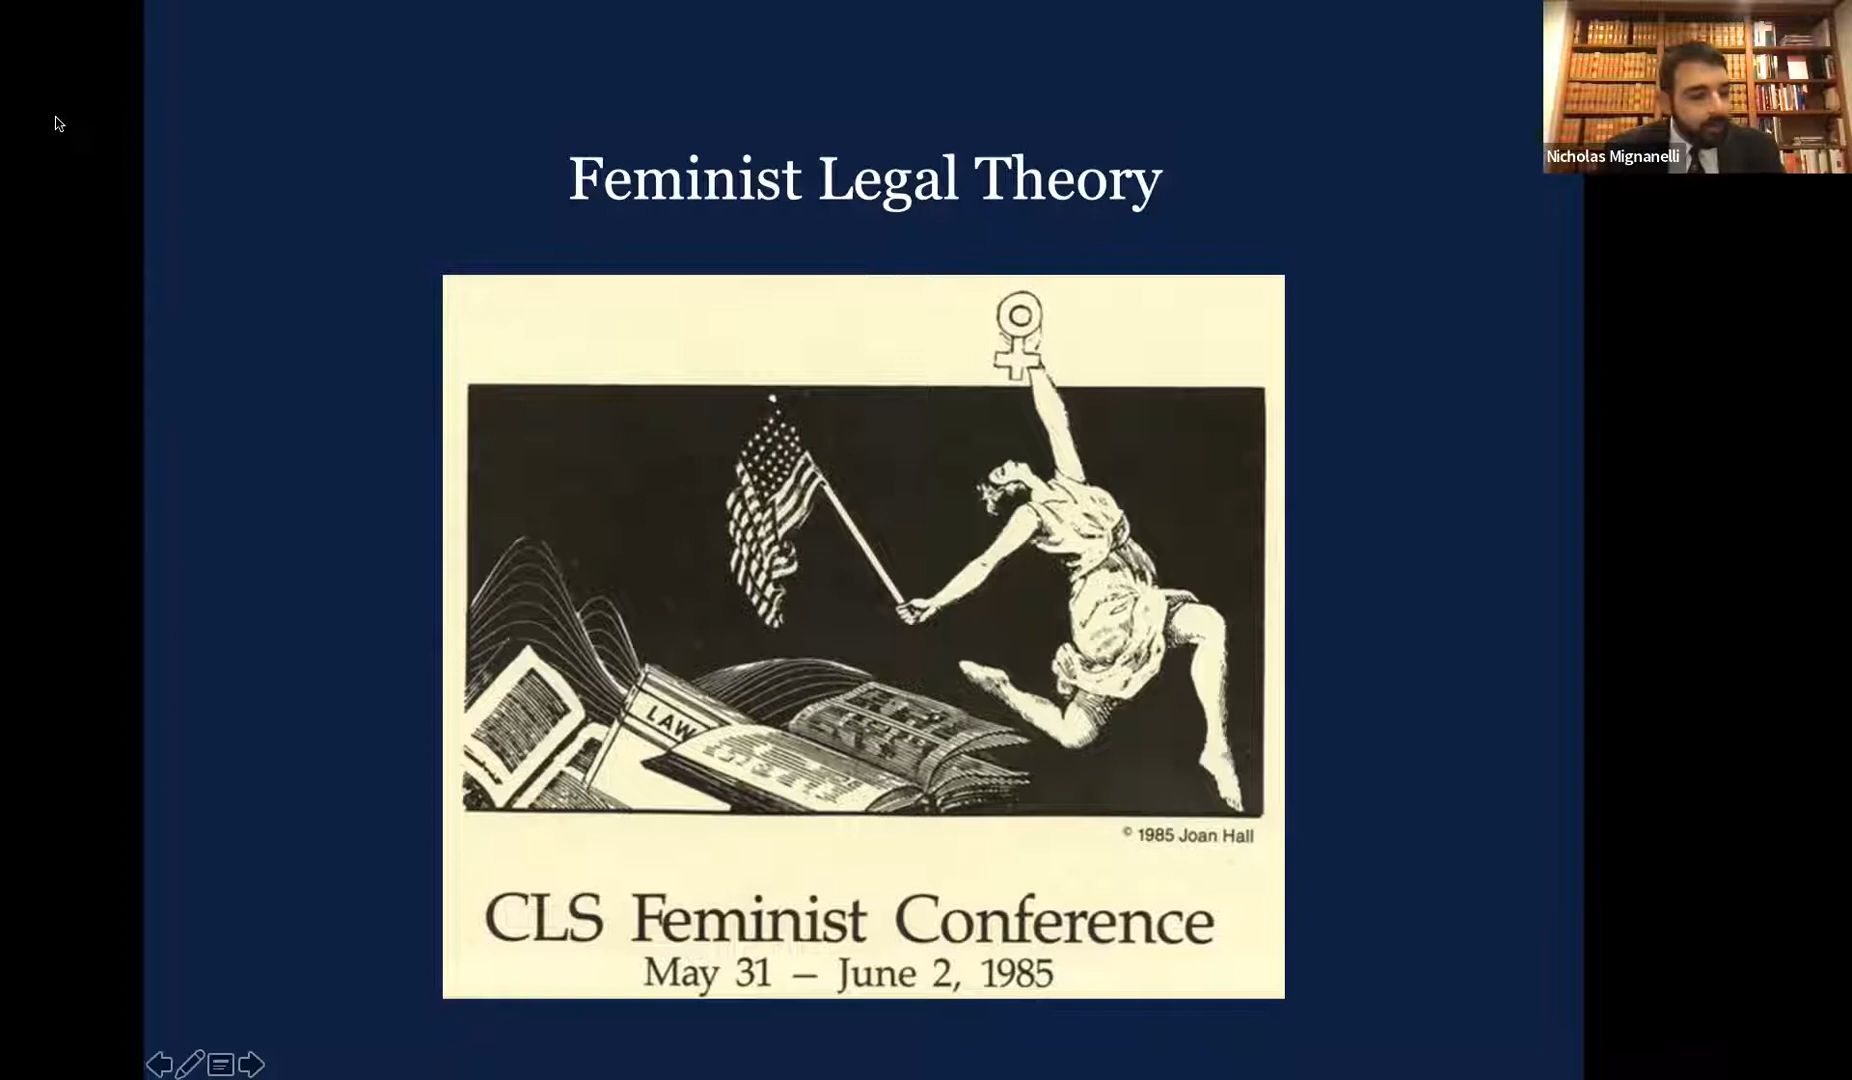 Nicholas Mignanelli
Feminist Legal Theory
LAW
© 1985 Joan Hall
CLS Feminist Conference
May 31 – June 2, 1985